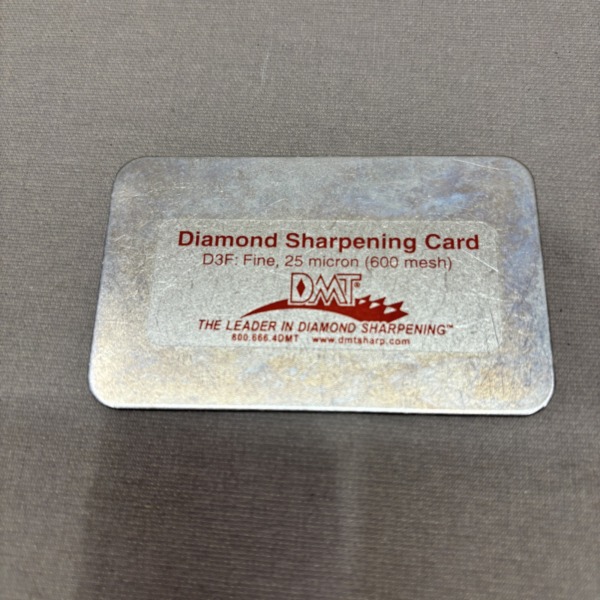 Diamond Sharpening Card
D3F: Fine, 25 micron (600 mesh)
DMT®
THE LEADER IN DIAMOND SHARPENING™
800.666.4DMT www.dmtsharp.com